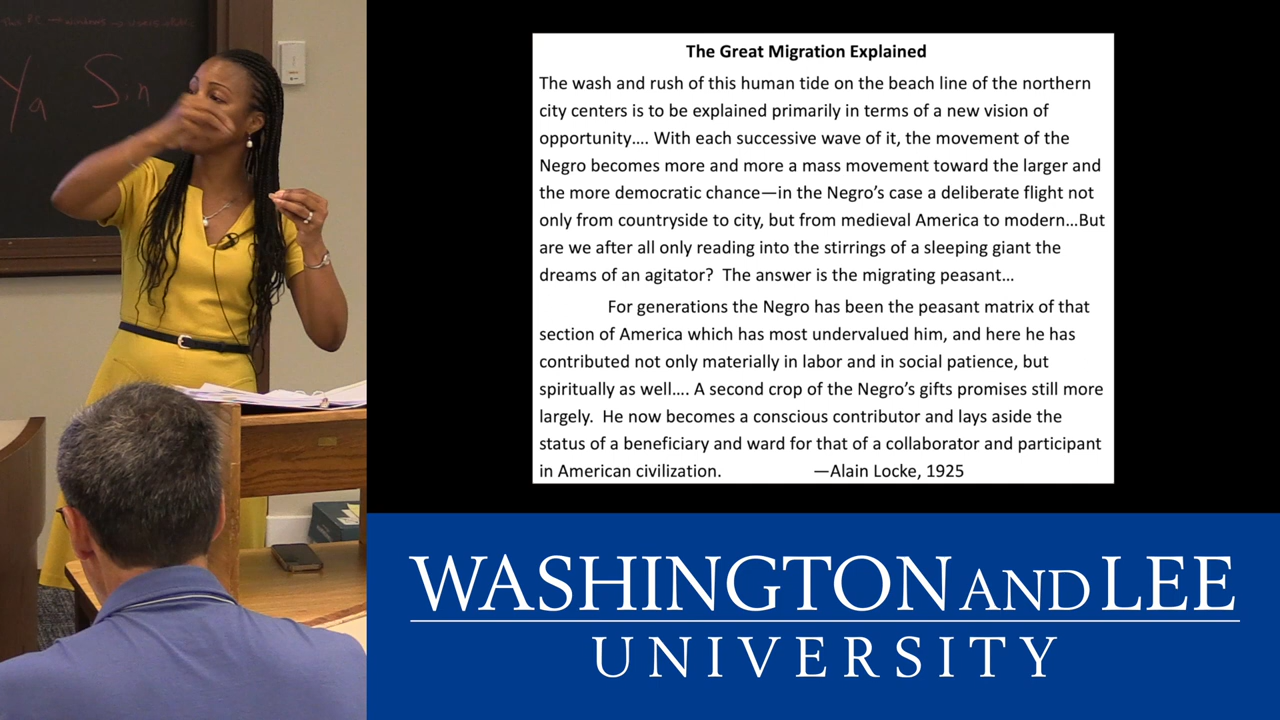 Ya Sin
The Great Migration Explained
The wash and rush of this human tide on the beach line of the northern
city centers is to be explained primarily in terms of a new vision of
opportunity.... With each successive wave of it, the movement of the
Negro becomes more and more a mass movement toward the larger and
the more democratic chance—in the Negro’s case a deliberate flight not
only from countryside to city, but from medieval America to modern...But
are we after all only reading into the stirrings of a sleeping giant the
dreams of an agitator?  The answer is the migrating peasant...
For generations the Negro has been the peasant matrix of that
section of America which has most undervalued him, and here he has
contributed not only materially in labor and in social patience, but
spiritually as well.... A second crop of the Negro’s gifts promises still more
largely.  He now becomes a conscious contributor and lays aside the
status of a beneficiary and ward for that of a collaborator and participant
in American civilization. —Alain Locke, 1925
WASHINGTON AND LEE
UNIVERSITY